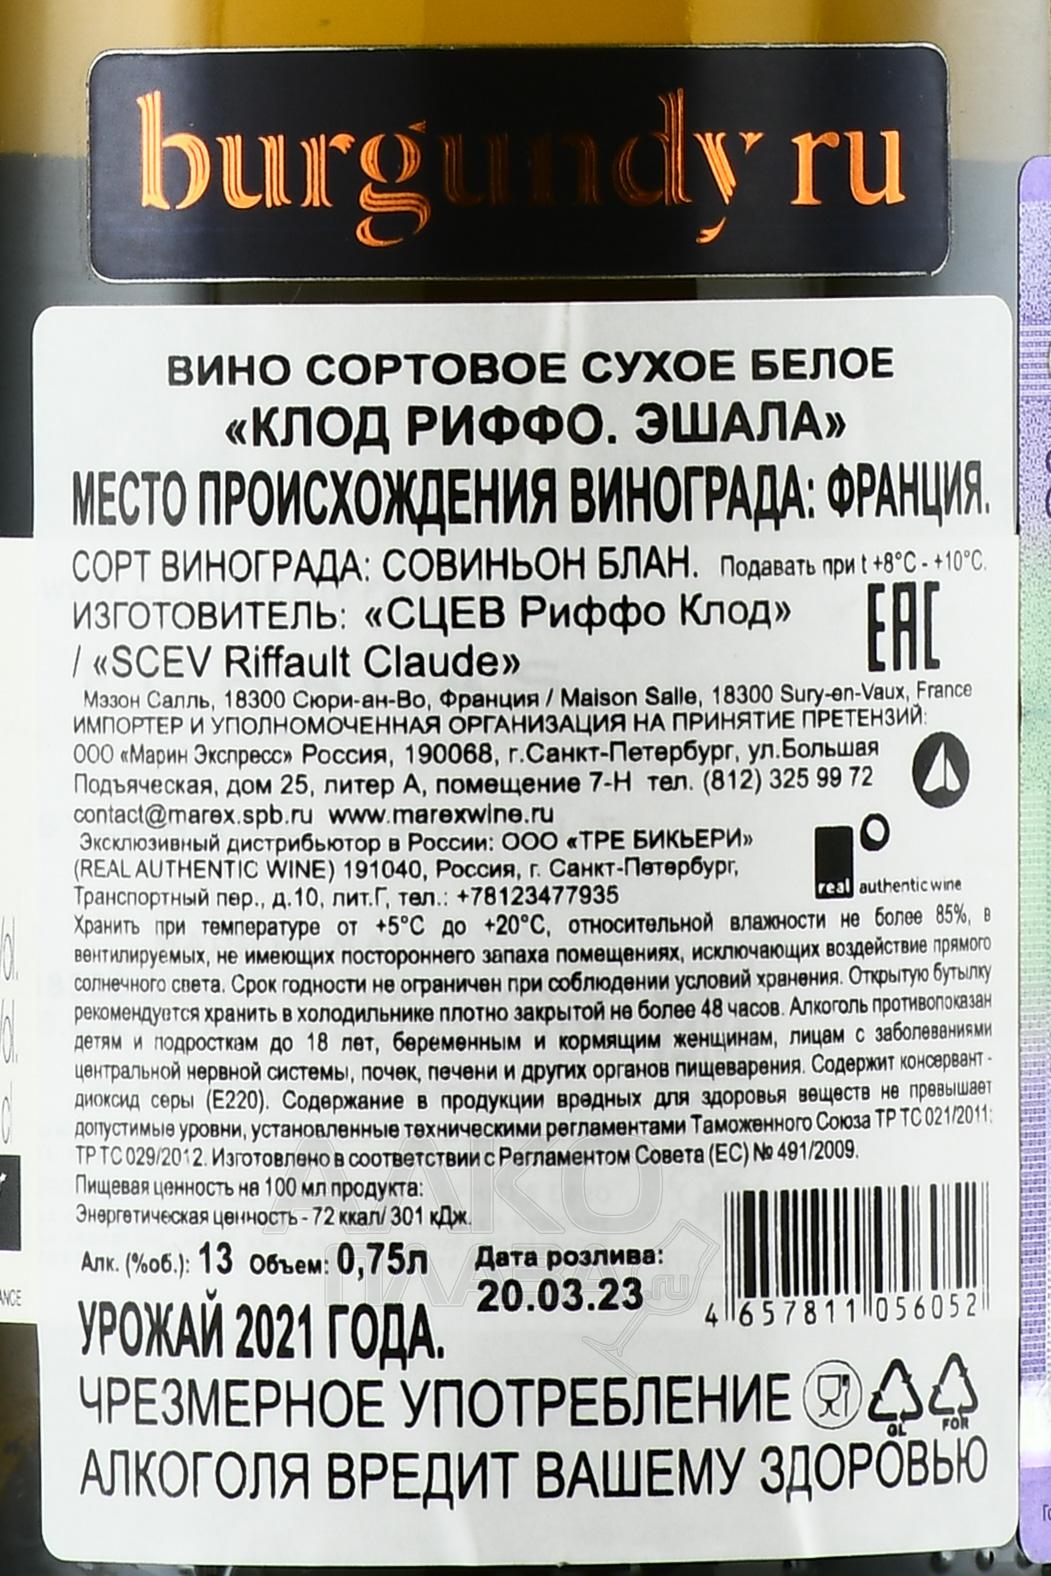 burgundy ru
ВИНО СОРТОВОЕ СУХОЕ БЕЛОЕ
«КЛОД РИФФО. ЭШАЛА»
МЕСТО ПРОИСХОЖДЕНИЯ ВИНОГРАДА: ФРАНЦИЯ.
СОРТ ВИНОГРАДА: СОВИНЬОН БЛАН. Подавать при t +8°C - +10°C.
ИЗГОТОВИТЕЛЬ: «СЦЕВ Риффо Клод»
/ «SCEV Riffault Claude»
EAC
Мэзон Салль, 18300 Сюри-ан-Во, Франция / Maison Salle, 18300 Sury-en-Vaux, France
ИМПОРТЕР И УПОЛНОМОЧЕННАЯ ОРГАНИЗАЦИЯ НА ПРИНЯТИЕ ПРЕТЕНЗИЙ:
ООО «Марин Экспресс» Россия, 190068, г.Санкт-Петербург, ул.Большая
Подъяческая, дом 25, литер А, помещение 7-Н тел. (812) 325 99 72
contact@marex.spb.ru www.marexwine.ru
Эксклюзивный дистрибьютор в России: ООО «ТРЕ БИКЬЕРИ»
(REAL AUTHENTIC WINE) 191040, Россия, г. Санкт-Петербург,
Транспортный пер., д.10, лит.Г, тел.: +78123477935
real authentic wine
Хранить при температуре от +5°C до +20°C, относительной влажности не более 85%, в
вентилируемых, не имеющих постороннего запаха помещениях, исключающих воздействие прямого
солнечного света. Срок годности не ограничен при соблюдении условий хранения. Открытую бутылку
рекомендуется хранить в холодильнике плотно закрытой не более 48 часов. Алкоголь противопоказан
детям и подросткам до 18 лет, беременным и кормящим женщинам, лицам с заболеваниями
центральной нервной системы, почек, печени и других органов пищеварения. Содержит консервант -
диоксид серы (Е220). Содержание в продукции вредных для здоровья веществ не превышает
допустимые уровни, установленные техническими регламентами Таможенного Союза ТР ТС 021/2011;
ТР ТС 029/2012. Изготовлено в соответствии с Регламентом Совета (ЕС) № 491/2009.
Пищевая ценность на 100 мл продукта:
Энергетическая ценность - 72 ккал/ 301 кДж.
Алк. (%об.): 13 Объем: 0,75л
Дата розлива:
20.03.23
4 657811 056052
УРОЖАЙ 2021 ГОДА.
ЧРЕЗМЕРНОЕ УПОТРЕБЛЕНИЕ
GL FOR
АЛКОГОЛЯ ВРЕДИТ ВАШЕМУ ЗДОРОВЬЮ